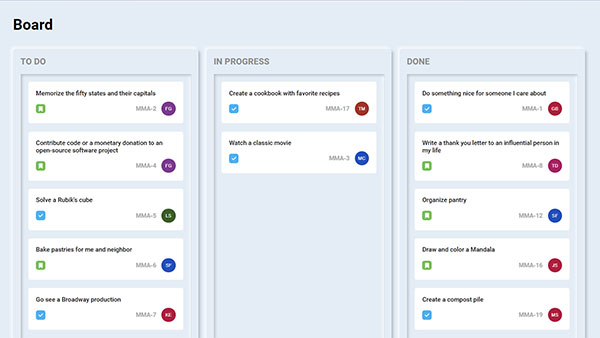 Board
TO DO
Memorize the fifty states and their capitals
MMA-2 FG
Contribute code or a monetary donation to an
open-source software project
MMA-4 FG
Solve a Rubik's cube
MMA-5 LS
Bake pastries for me and neighbor
MMA-6 SF
Go see a Broadway production
MMA-7 KE
IN PROGRESS
Create a cookbook with favorite recipes
MMA-17 TM
Watch a classic movie
MMA-3 MC
DONE
Do something nice for someone I care about
MMA-1 GB
Write a thank you letter to an influential person in
my life
MMA-8 TD
Organize pantry
MMA-12 SF
Draw and color a Mandala
MMA-16 JS
Create a compost pile
MMA-19 MS